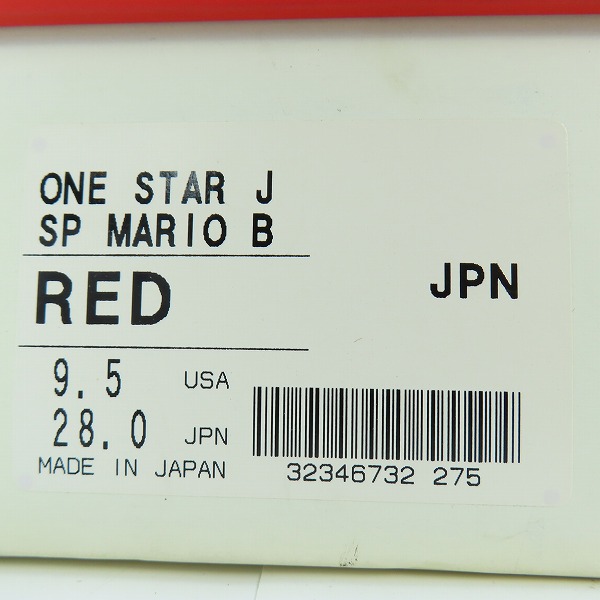 ONE STAR J
SP MARIO B
RED
JPN
9.5 USA
28.0 JPN
MADE IN JAPAN
32346732 275